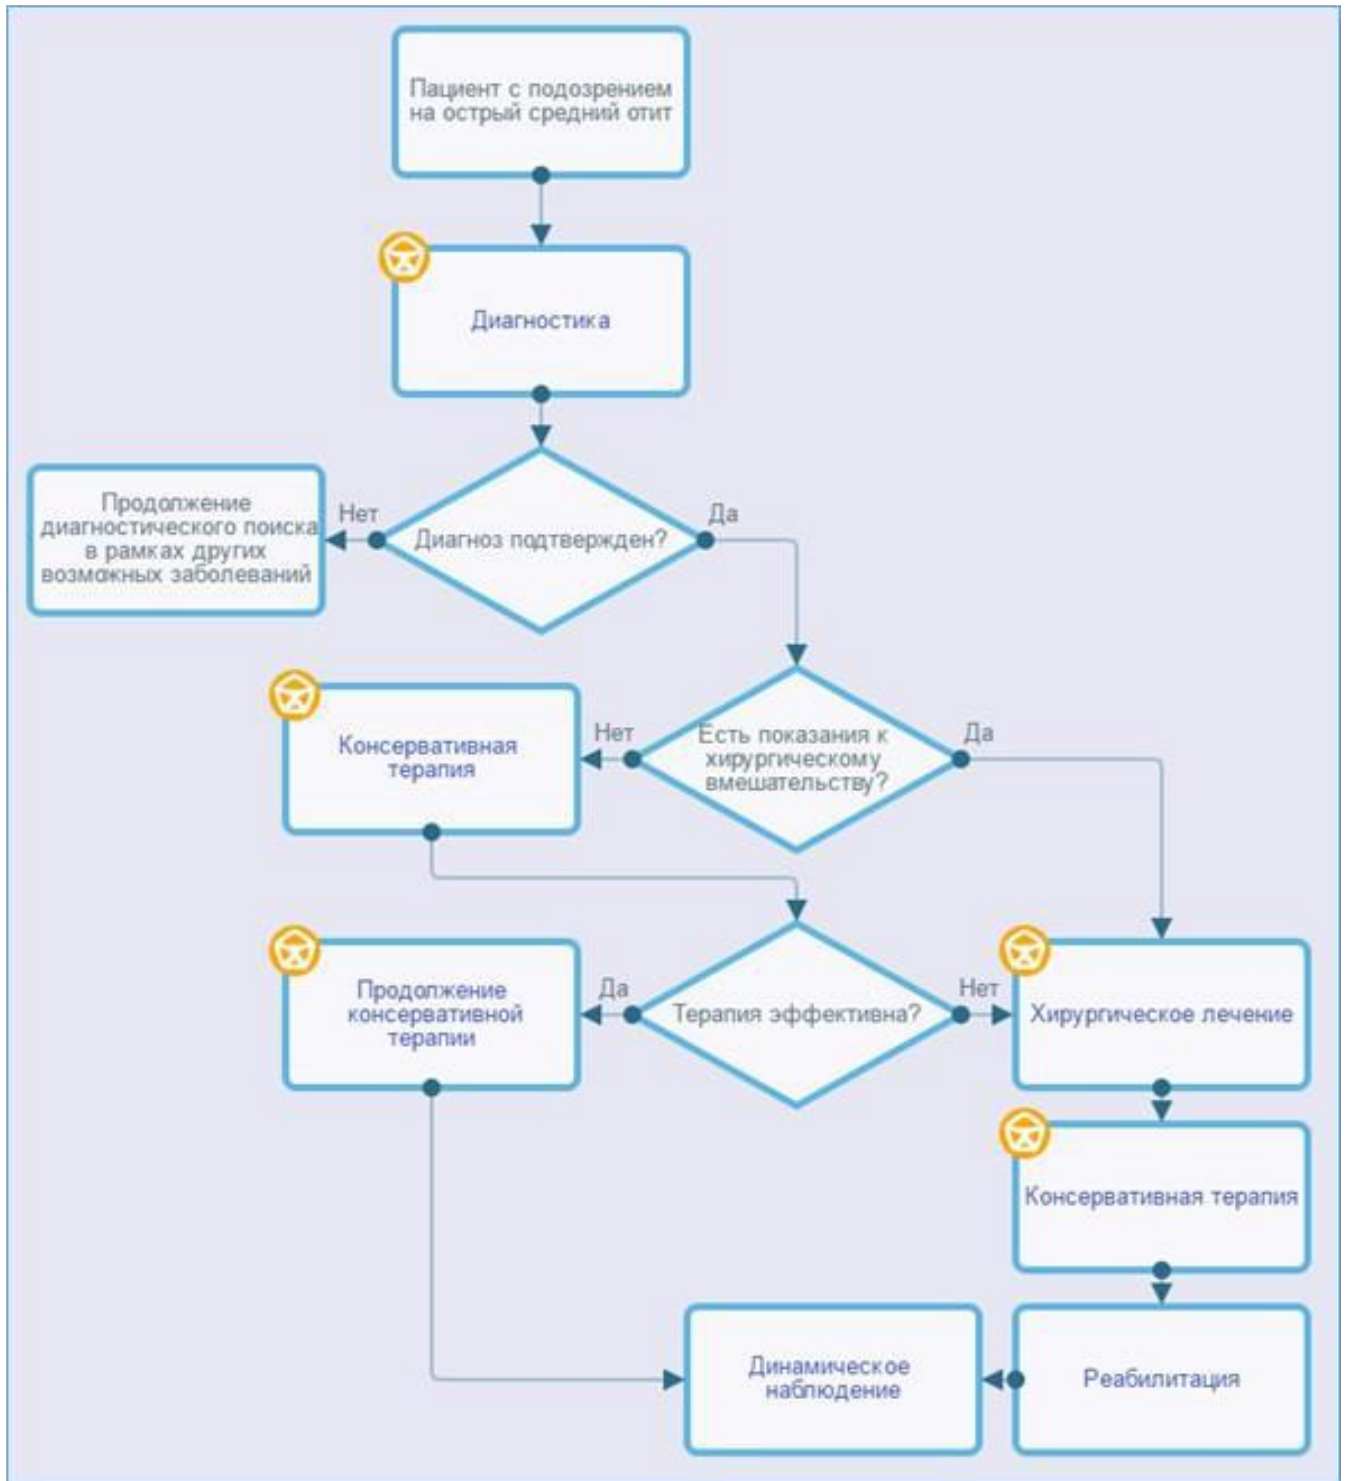 Пациент с подозрением
на острый средний отит
Диагностика
Продолжение
диагностического поиска
в рамках других
возможных заболеваний
Нет
Диагноз подтвержден?
Да
Консервативная
терапия
Нет
Есть показания к
хирургическому
вмешательству?
Да
Продолжение
консервативной
терапии
Да
Терапия эффективна?
Нет
Хирургическое лечение
Консервативная терапия
Динамическое
наблюдение
Реабилитация